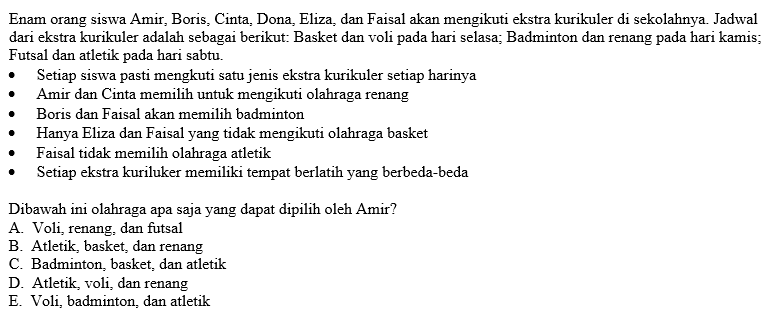 Enam orang siswa Amir, Boris, Cinta, Dona, Eliza, dan Faisal akan mengikuti ekstra kurikuler di sekolahnya. Jadwal
dari ekstra kurikuler adalah sebagai berikut: Basket dan voli pada hari selasa; Badminton dan renang pada hari kamis;
Futsal dan atletik pada hari sabtu.
• Setiap siswa pasti mengkuti satu jenis ekstra kurikuler setiap harinya
• Amir dan Cinta memilih untuk mengikuti olahraga renang
• Boris dan Faisal akan memilih badminton
• Hanya Eliza dan Faisal yang tidak mengikuti olahraga basket
• Faisal tidak memilih olahraga atletik
• Setiap ekstra kuriluker memiliki tempat berlatih yang berbeda-beda
Dibawah ini olahraga apa saja yang dapat dipilih oleh Amir?
A. Voli, renang, dan futsal
B. Atletik, basket, dan renang
C. Badminton, basket, dan atletik
D. Atletik, voli, dan renang
E. Voli, badminton, dan atletik